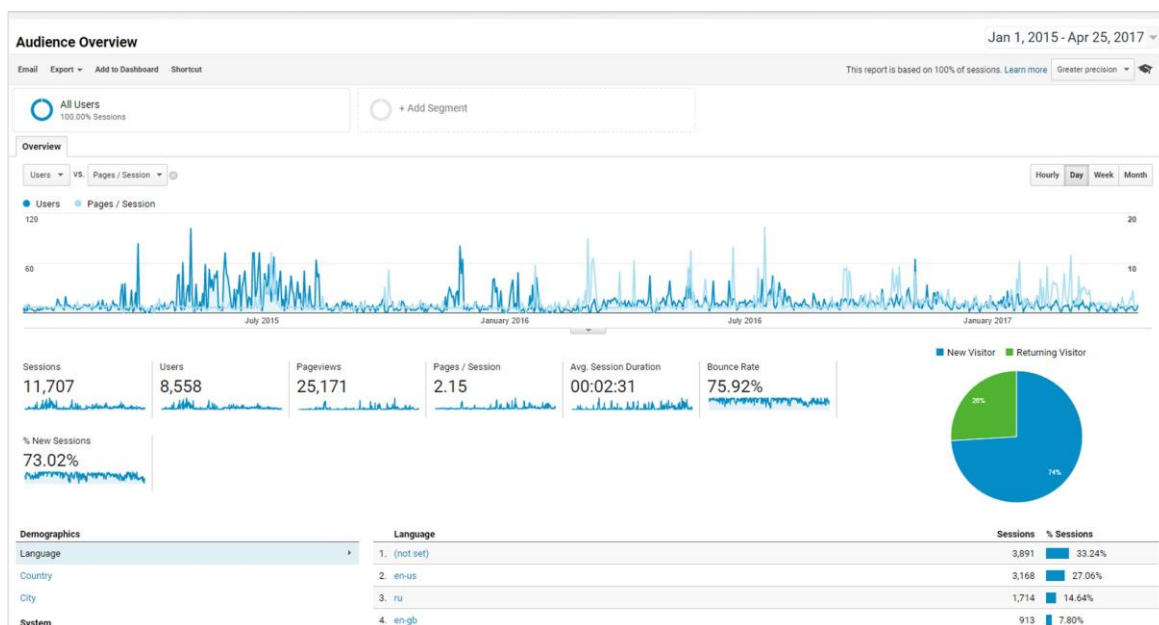 Audience Overview
Jan 1, 2015 - Apr 25, 2017
Email Export Add to Dashboard Shortcut
This report is based on 100% of sessions. Learn more Greater precision
All Users
100.00% Sessions
+ Add Segment
Overview
Users VS. Pages / Session
Hourly Day Week Month
Users Pages / Session
120 20
60 10
July 2015 January 2016 July 2016 January 2017
Sessions Users Pageviews Pages / Session Avg. Session Duration Bounce Rate
11,707 8,558 25,171 2.15 00:02:31 75.92%
New Visitor Returning Visitor
26%
74%
% New Sessions
73.02%
Demographics Language Sessions % Sessions
Language 1. (not set) 3,891 33.24%
Country 2. en-us 3,168 27.06%
City 3. ru 1,714 14.64%
System 4. en-gb 913 7.80%